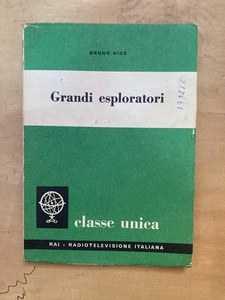 BRUNO NICE
Grandi esploratori
classe unica
RAI - RADIOTELEVISIONE ITALIANA